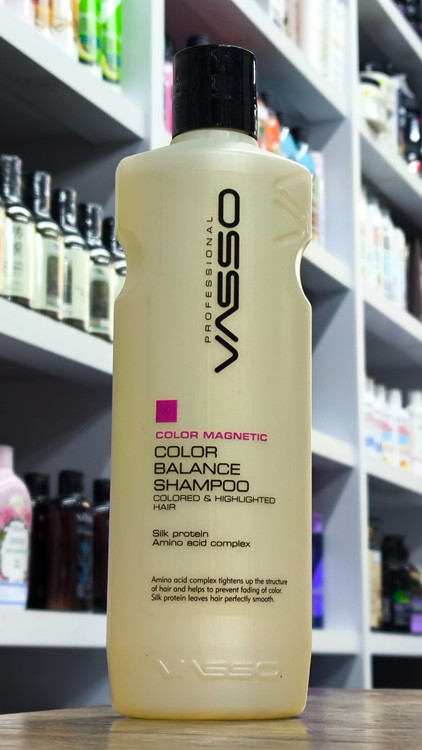 VASSO
PROFESSIONAL
COLOR MAGNETIC
COLOR
BALANCE
SHAMPOO
COLORED & HIGHLIGHTED
HAIR
Silk protein
Amino acid complex
Amino acid complex tightens up the structure
of hair and helps to prevent fading of color.
Silk protein leaves hair perfectly smooth.
VASSO